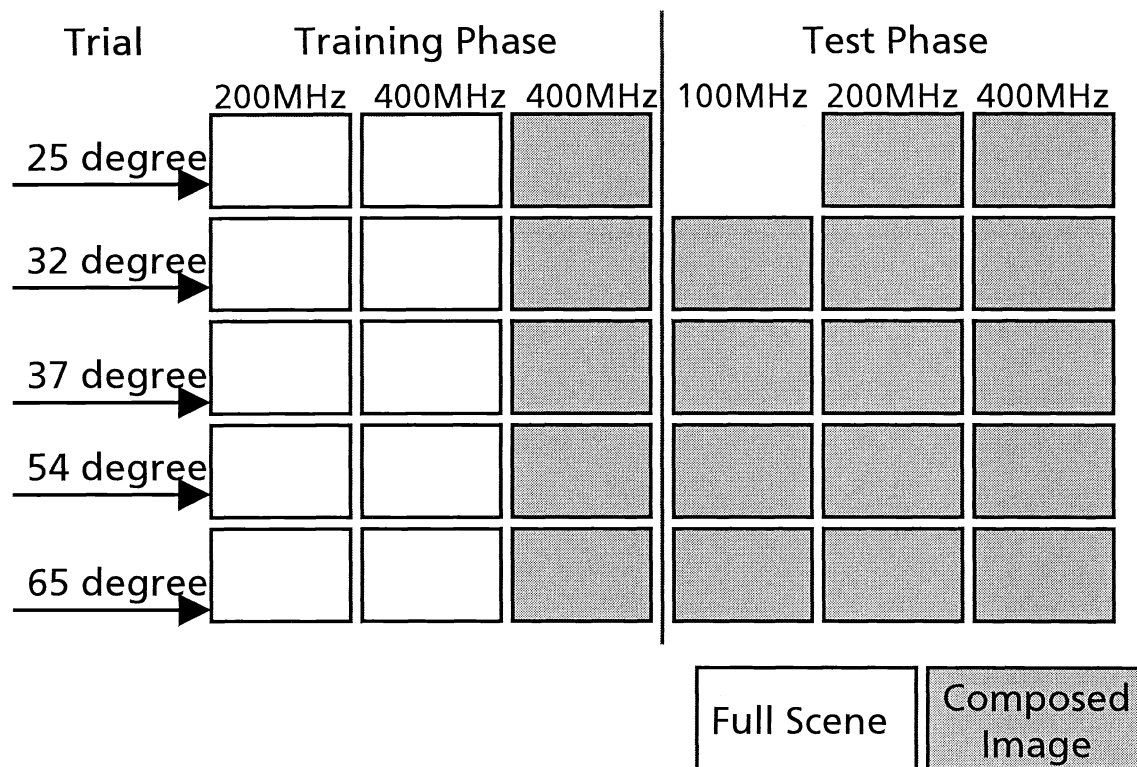 Trial Training Phase Test Phase
200MHz 400MHz 400MHz 100MHz 200MHz 400MHz
25 degree
32 degree
37 degree
54 degree
65 degree
Full Scene
Composed
Image